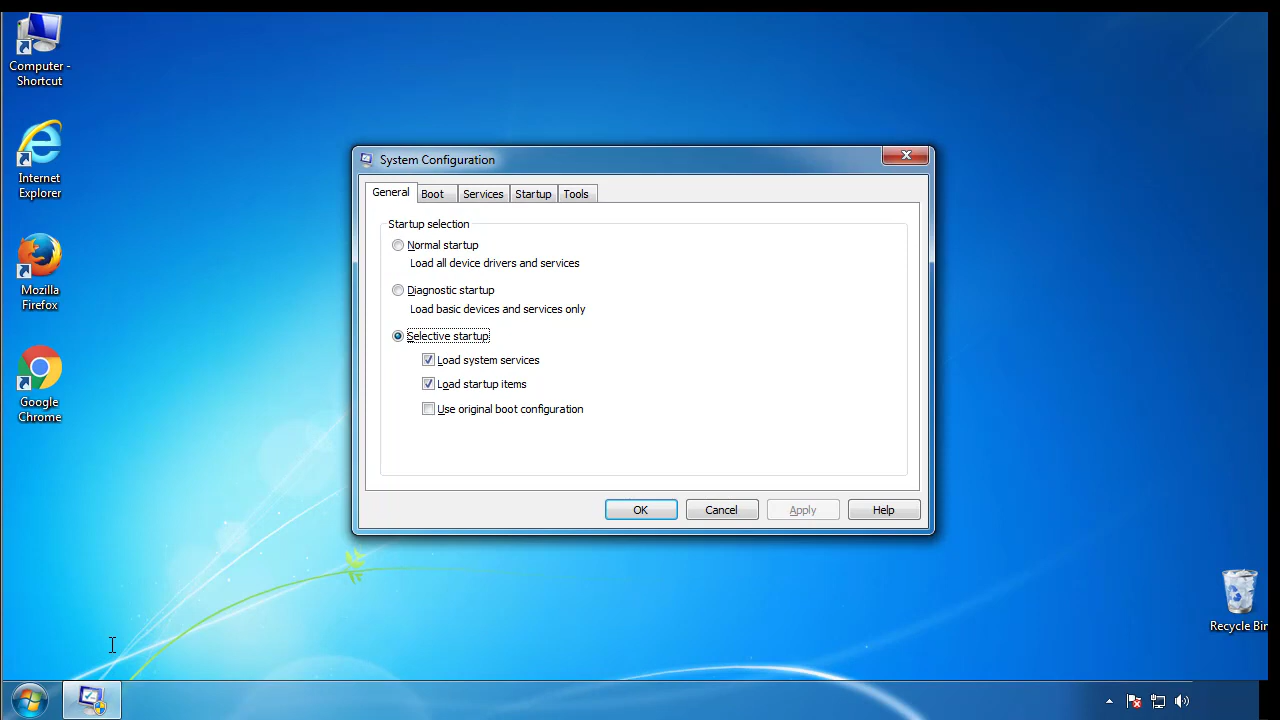 Computer -
Shortcut
Internet
Explorer
Mozilla
Firefox
Google
Chrome
System Configuration
General
Boot
Services
Startup
Tools
Startup selection
Normal startup
Load all device drivers and services
Diagnostic startup
Load basic devices and services only
Selective startup
Load system services
Load startup items
Use original boot configuration
OK
Cancel
Apply
Help
Recycle Bin